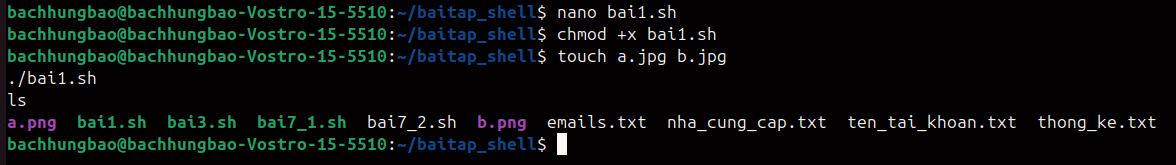 bachhungbao@bachhungbao-Vostro-15-5510:~/baitap_shell$ nano bai1.sh
bachhungbao@bachhungbao-Vostro-15-5510:~/baitap_shell$ chmod +x bai1.sh
bachhungbao@bachhungbao-Vostro-15-5510:~/baitap_shell$ touch a.jpg b.jpg
./bai1.sh
ls
a.png  bai1.sh  bai3.sh  bai7_1.sh  bai7_2.sh  b.png  emails.txt  nha_cung_cap.txt  ten_tai_khoan.txt  thong_ke.txt
bachhungbao@bachhungbao-Vostro-15-5510:~/baitap_shell$